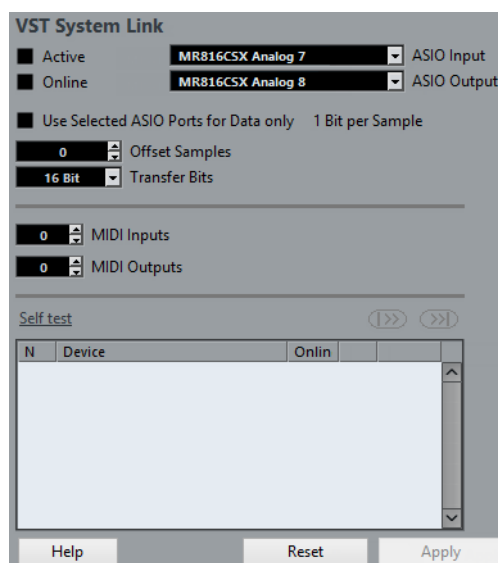 VST System Link
Active MR816CSX Analog 7 ASIO Input
Online MR816CSX Analog 8 ASIO Output
Use Selected ASIO Ports for Data only 1 Bit per Sample
0 Offset Samples
16 Bit Transfer Bits
0 MIDI Inputs
0 MIDI Outputs
Self test
N Device Onlin
Help Reset Apply